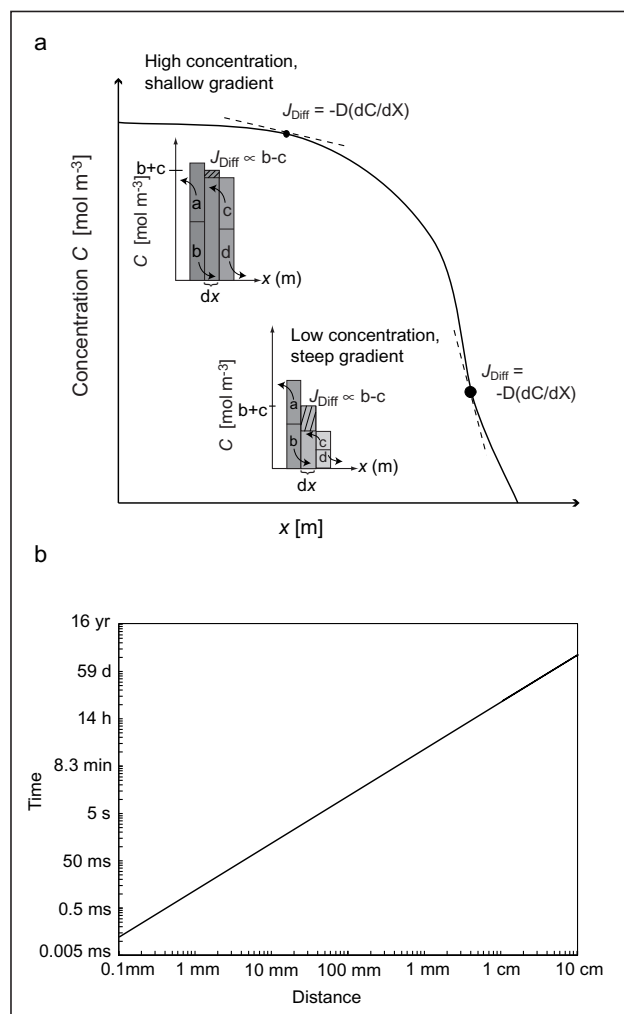 a
High concentration,
shallow gradient
J_Diff = -D(dC/dX)
Concentration C [mol m⁻³]
b+c
J_Diff ∝ b-c
C [mol m⁻³]
a
c
b
d
x (m)
dx
Low concentration,
steep gradient
J_Diff =
-D(dC/dX)
C [mol m⁻³]
b+c
J_Diff ∝ b-c
a
b
c
d
x (m)
dx
x [m]
b
Time
16 yr
59 d
14 h
8.3 min
5 s
50 ms
0.5 ms
0.005 ms
0.1mm
1 mm
10 mm
100 mm
1 mm
1 cm
10 cm
Distance